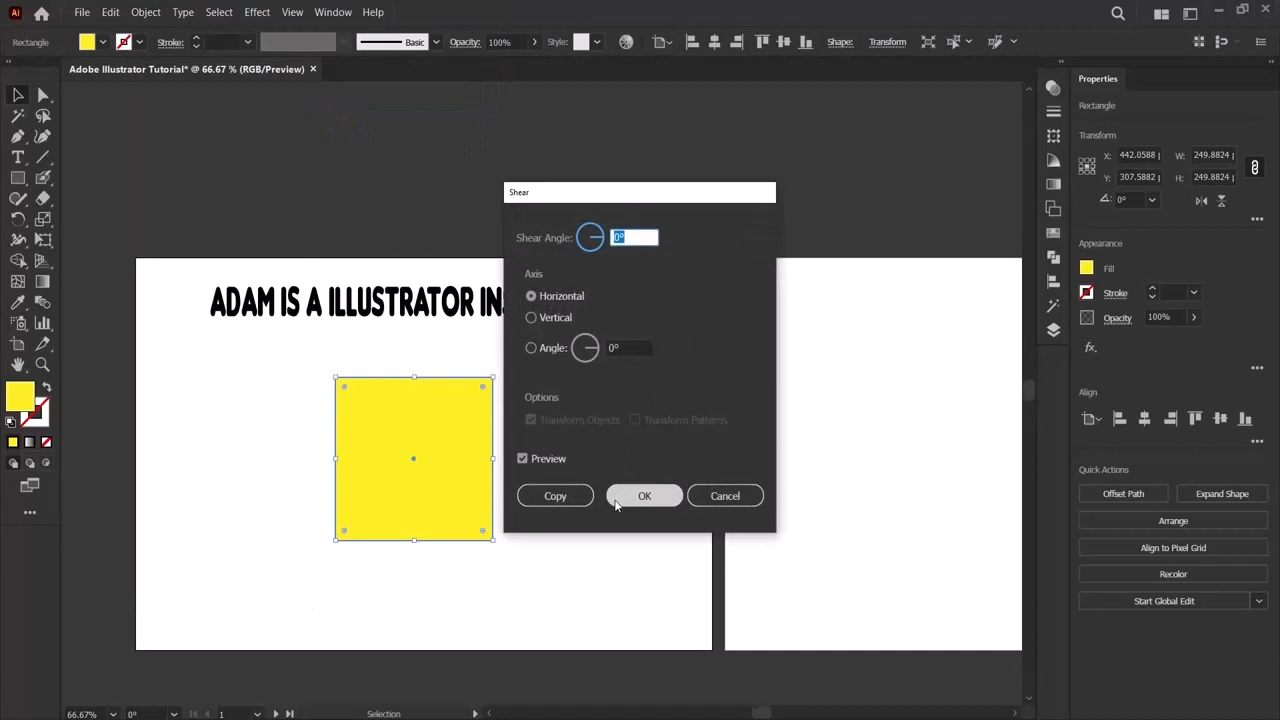 Ai File Edit Object Type Select Effect View Window Help
Rectangle Stroke: Basic Opacity: 100% Style: Shape: Transform
Adobe Illustrator Tutorial* @ 66.67 % (RGB/Preview) ×
Properties
Rectangle
Transform
X: 442.0588 p W: 249.8824 p
Y: 307.5882 p H: 249.8824 p
0°
Appearance
Fill
Stroke
Opacity 100%
fx.
Align
Quick Actions
Offset Path Expand Shape
Arrange
Align to Pixel Grid
Recolor
Start Global Edit
Shear
Shear Angle: 0°
Axis
Horizontal
Vertical
Angle: 0°
Options
Transform Objects Transform Patterns
Preview
Copy OK Cancel
ADAM IS A ILLUSTRATOR IN
66.67% 0° 1 Selection